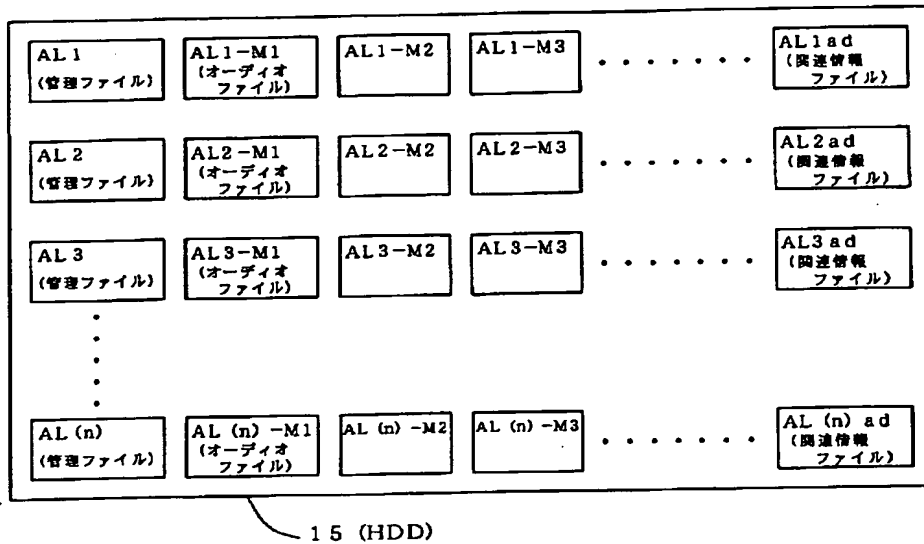 AL1
(管理ファイル)
AL1-M1
(オーディオ
ファイル)
AL1-M2
AL1-M3
AL1ad
(関連情報
ファイル)
AL2
(管理ファイル)
AL2-M1
(オーディオ
ファイル)
AL2-M2
AL2-M3
AL2ad
(関連情報
ファイル)
AL3
(管理ファイル)
AL3-M1
(オーディオ
ファイル)
AL3-M2
AL3-M3
AL3ad
(関連情報
ファイル)
AL(n)
(管理ファイル)
AL(n)-M1
(オーディオ
ファイル)
AL(n)-M2
AL(n)-M3
AL(n)ad
(関連情報
ファイル)
15(HDD)